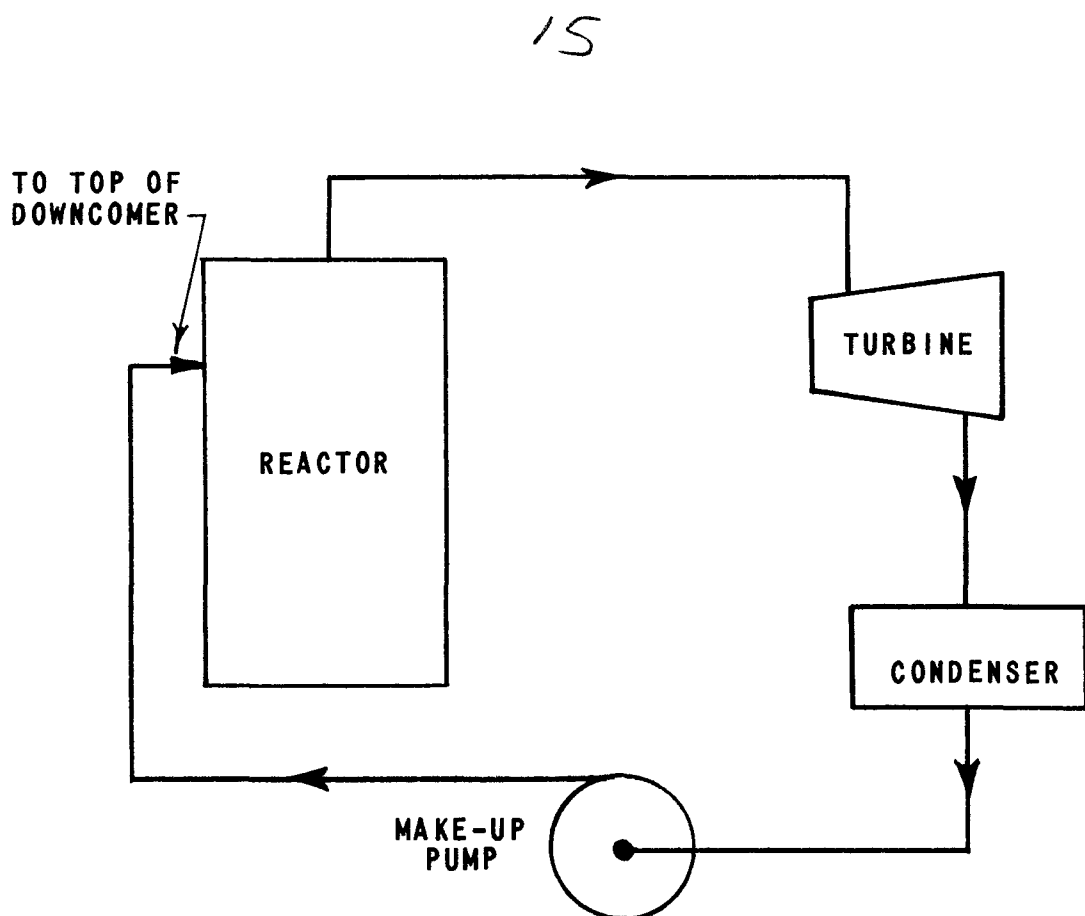 15
TO TOP OF
DOWNCOMER
TURBINE
REACTOR
CONDENSER
MAKE-UP
PUMP